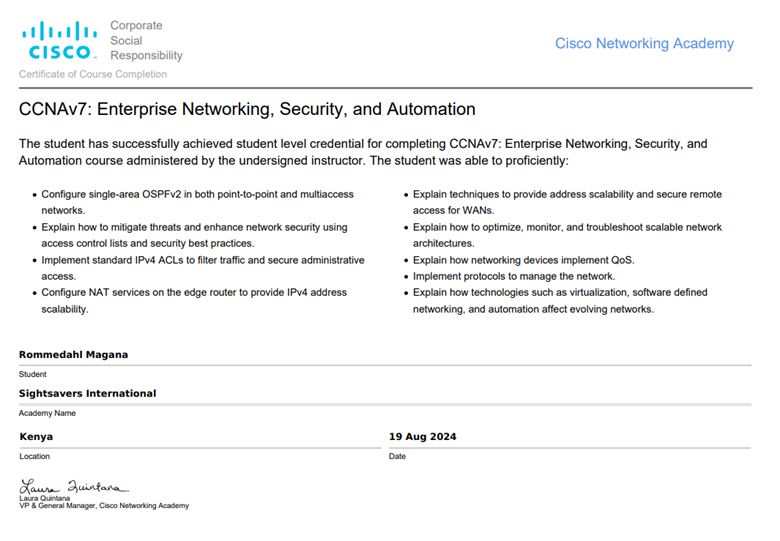 CISCO
Corporate
Social
Responsibility
Cisco Networking Academy
Certificate of Course Completion
CCNAv7: Enterprise Networking, Security, and Automation
The student has successfully achieved student level credential for completing CCNAv7: Enterprise Networking, Security, and
Automation course administered by the undersigned instructor. The student was able to proficiently:
• Configure single-area OSPFv2 in both point-to-point and multiaccess
networks.
• Explain how to mitigate threats and enhance network security using
access control lists and security best practices.
• Implement standard IPv4 ACLs to filter traffic and secure administrative
access.
• Configure NAT services on the edge router to provide IPv4 address
scalability.
• Explain techniques to provide address scalability and secure remote
access for WANs.
• Explain how to optimize, monitor, and troubleshoot scalable network
architectures.
• Explain how networking devices implement QoS.
• Implement protocols to manage the network.
• Explain how technologies such as virtualization, software defined
networking, and automation affect evolving networks.
Rommedahl Magana
Student
Sightsavers International
Academy Name
Kenya
Location
19 Aug 2024
Date
Laura Quintana
Laura Quintana
VP & General Manager, Cisco Networking Academy